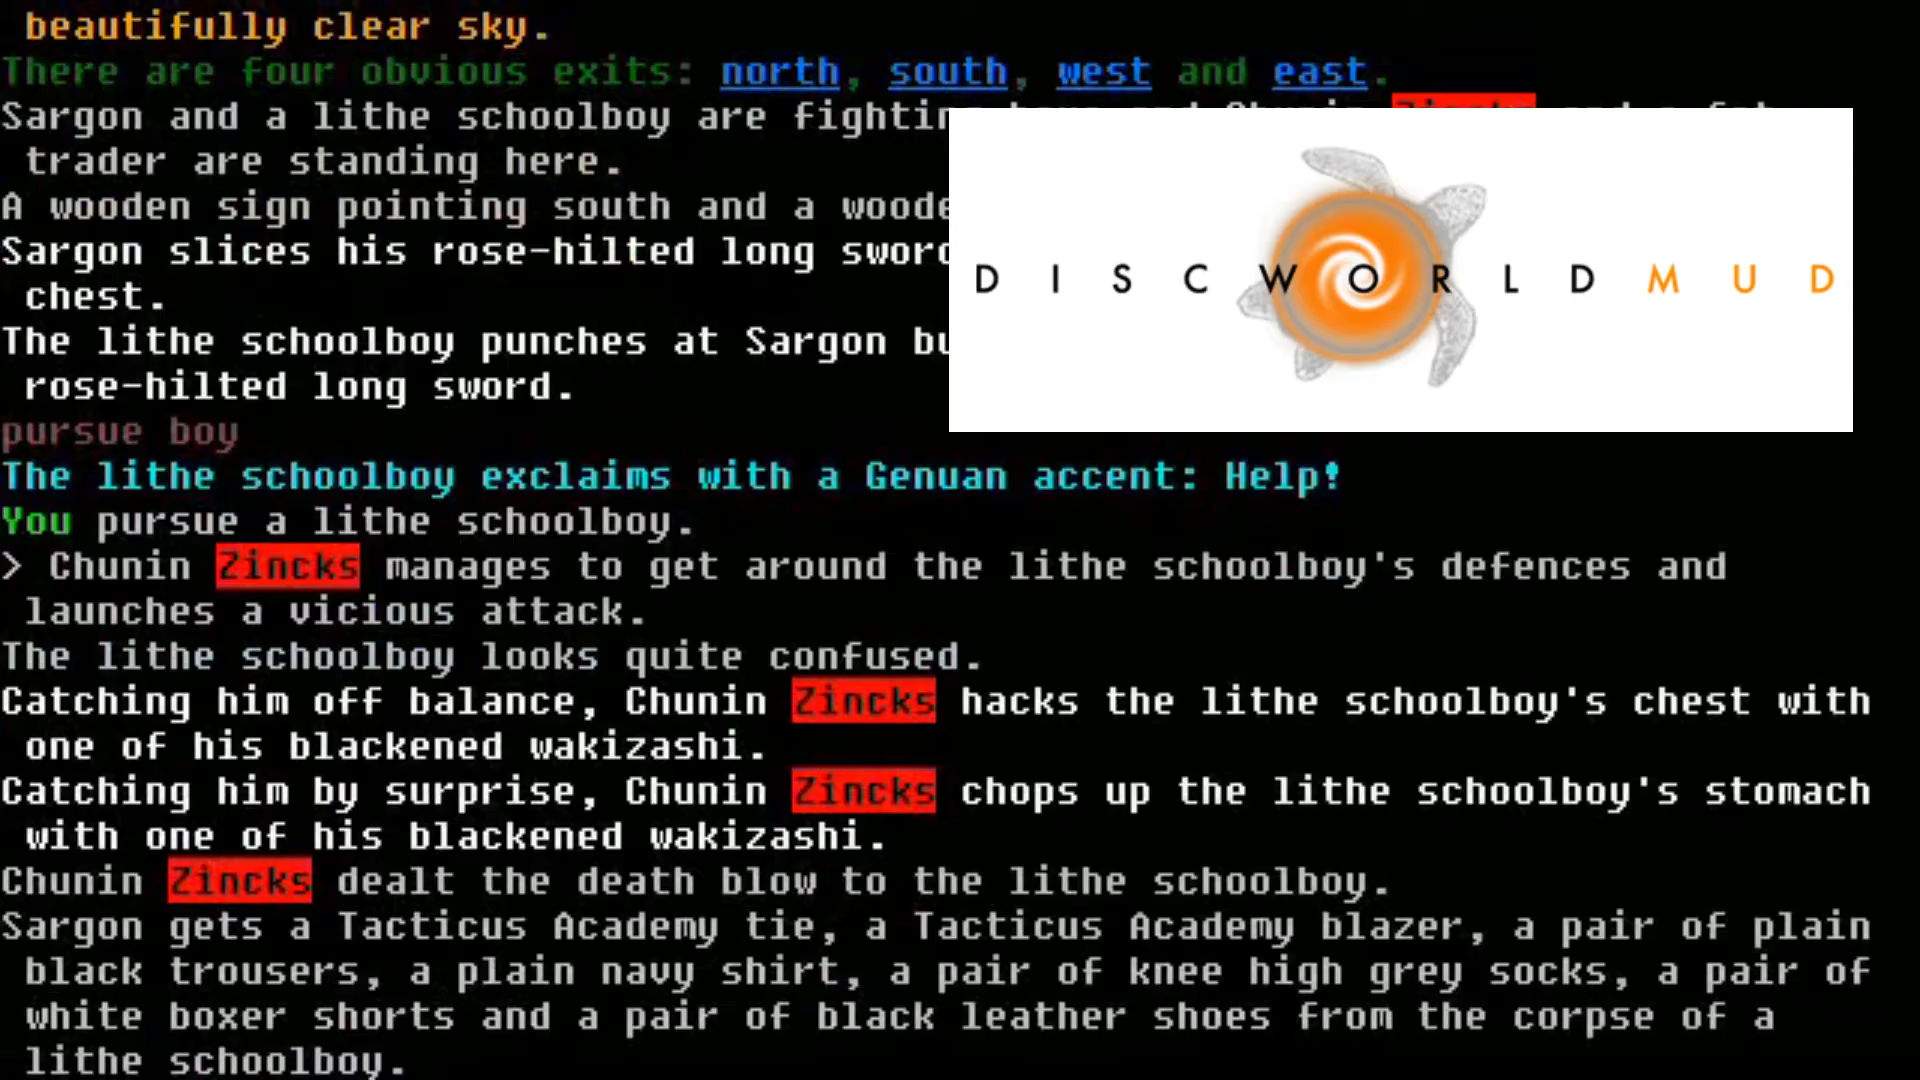 beautifully clear sky.
There are four obvious exits: north, south, west and east.
Sargon and a lithe schoolboy are fightin
trader are standing here.
A wooden sign pointing south and a woode
Sargon slices his rose-hilted long sword
chest.
The lithe schoolboy punches at Sargon bu
rose-hilted long sword.
DISCWORLDMUD
pursue boy
The lithe schoolboy exclaims with a Genuan accent: Help!
You pursue a lithe schoolboy.
> Chunin Zincks manages to get around the lithe schoolboy's defences and
launches a vicious attack.
The lithe schoolboy looks quite confused.
Catching him off balance, Chunin Zincks hacks the lithe schoolboy's chest with
one of his blackened wakizashi.
Catching him by surprise, Chunin Zincks chops up the lithe schoolboy's stomach
with one of his blackened wakizashi.
Chunin Zincks dealt the death blow to the lithe schoolboy.
Sargon gets a Tacticus Academy tie, a Tacticus Academy blazer, a pair of plain
black trousers, a plain navy shirt, a pair of knee high grey socks, a pair of
white boxer shorts and a pair of black leather shoes from the corpse of a
lithe schoolboy.